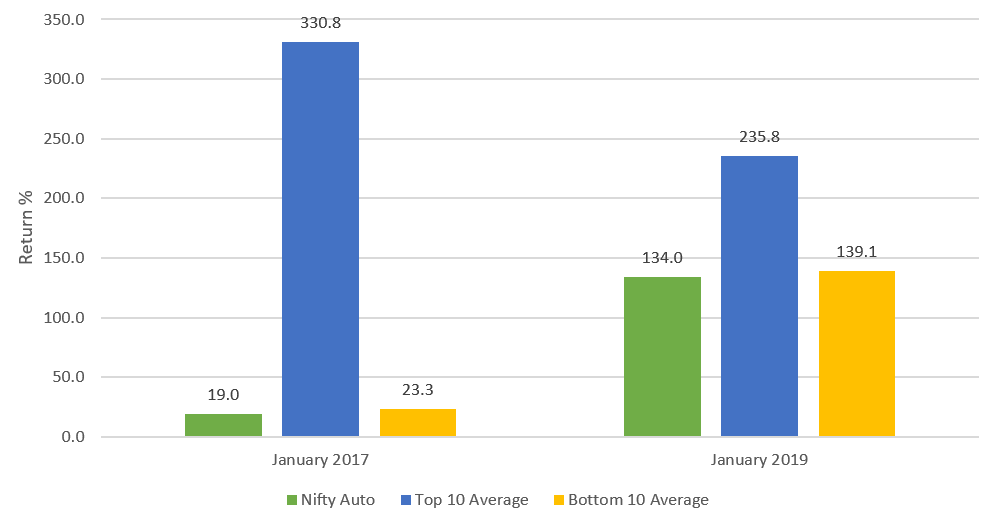 350.0
330.8
300.0
250.0
235.8
200.0
Return %
150.0
134.0
139.1
100.0
50.0
19.0
23.3
0.0
January 2017
January 2019
Nifty Auto
Top 10 Average
Bottom 10 Average